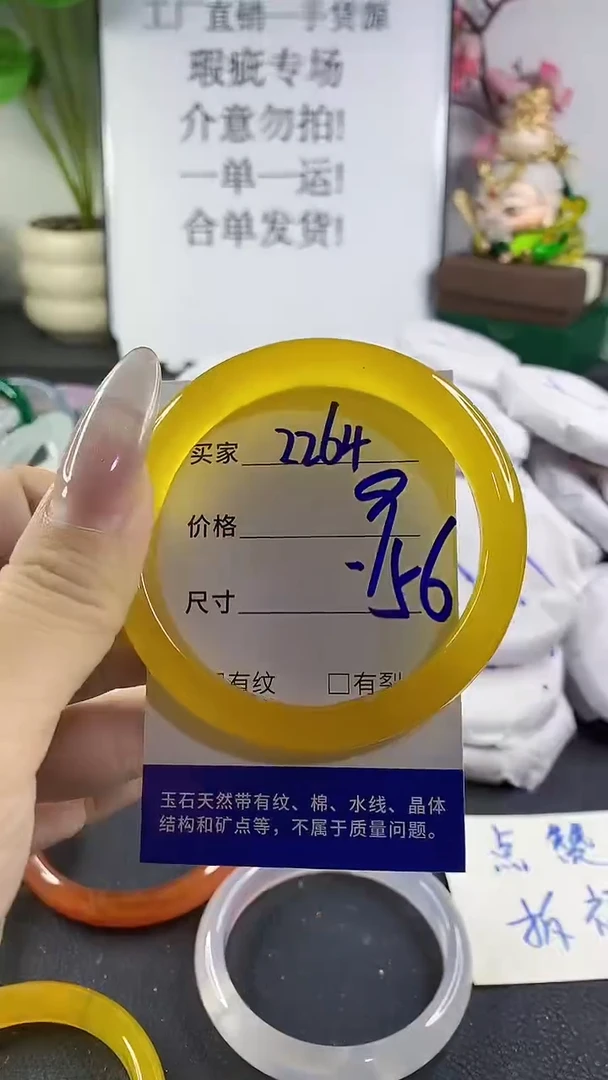 工厂直销一手货源
瑕疵专场
介意勿拍!
一单一运!
合单发货!
买家 2264
价格
尺寸 56
有纹 □有裂
玉石天然带有纹、棉、水线、晶体
结构和矿点等，不属于质量问题。
点赞
拆